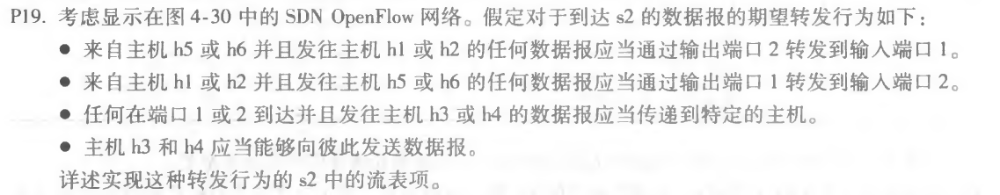 P19. 考虑显示在图 4-30 中的 SDN OpenFlow 网络。假定对于到达 s2 的数据报的期望转发行为如下：
● 来自主机 h5 或 h6 并且发往主机 h1 或 h2 的任何数据报应当通过输出端口 2 转发到输入端口 1。
● 来自主机 h1 或 h2 并且发往主机 h5 或 h6 的任何数据报应当通过输出端口 1 转发到输入端口 2。
● 任何在端口 1 或 2 到达并且发往主机 h3 或 h4 的数据报应当传递到特定的主机。
● 主机 h3 和 h4 应当能够向彼此发送数据报。
详述实现这种转发行为的 s2 中的流表项。